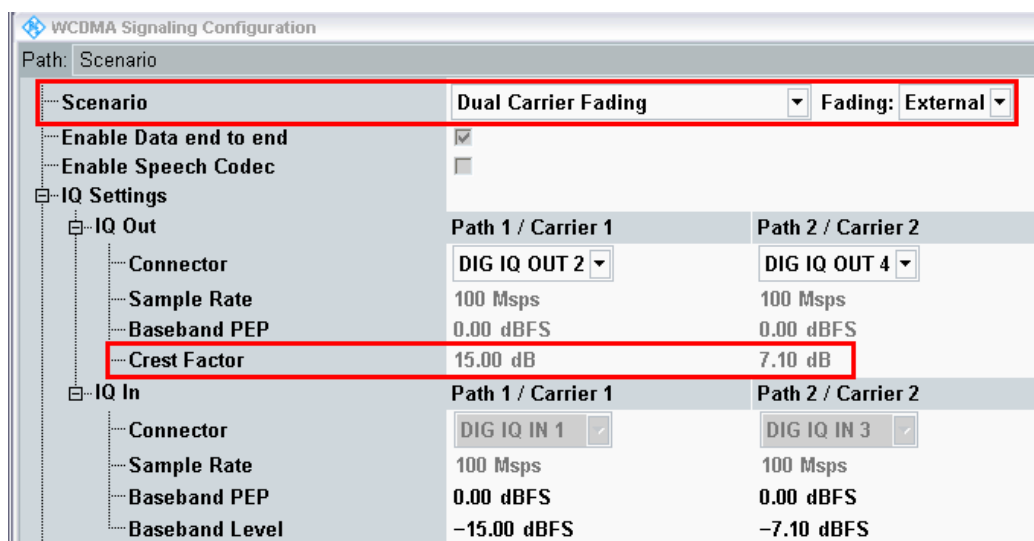 WCDMA Signaling Configuration
Path: Scenario
Scenario Dual Carrier Fading Fading: External
Enable Data end to end
Enable Speech Codec
IQ Settings
IQ Out Path 1 / Carrier 1 Path 2 / Carrier 2
Connector DIG IQ OUT 2 DIG IQ OUT 4
Sample Rate 100 Msps 100 Msps
Baseband PEP 0.00 dBFS 0.00 dBFS
Crest Factor 15.00 dB 7.10 dB
IQ In Path 1 / Carrier 1 Path 2 / Carrier 2
Connector DIG IQ IN 1 DIG IQ IN 3
Sample Rate 100 Msps 100 Msps
Baseband PEP 0.00 dBFS 0.00 dBFS
Baseband Level −15.00 dBFS −7.10 dBFS